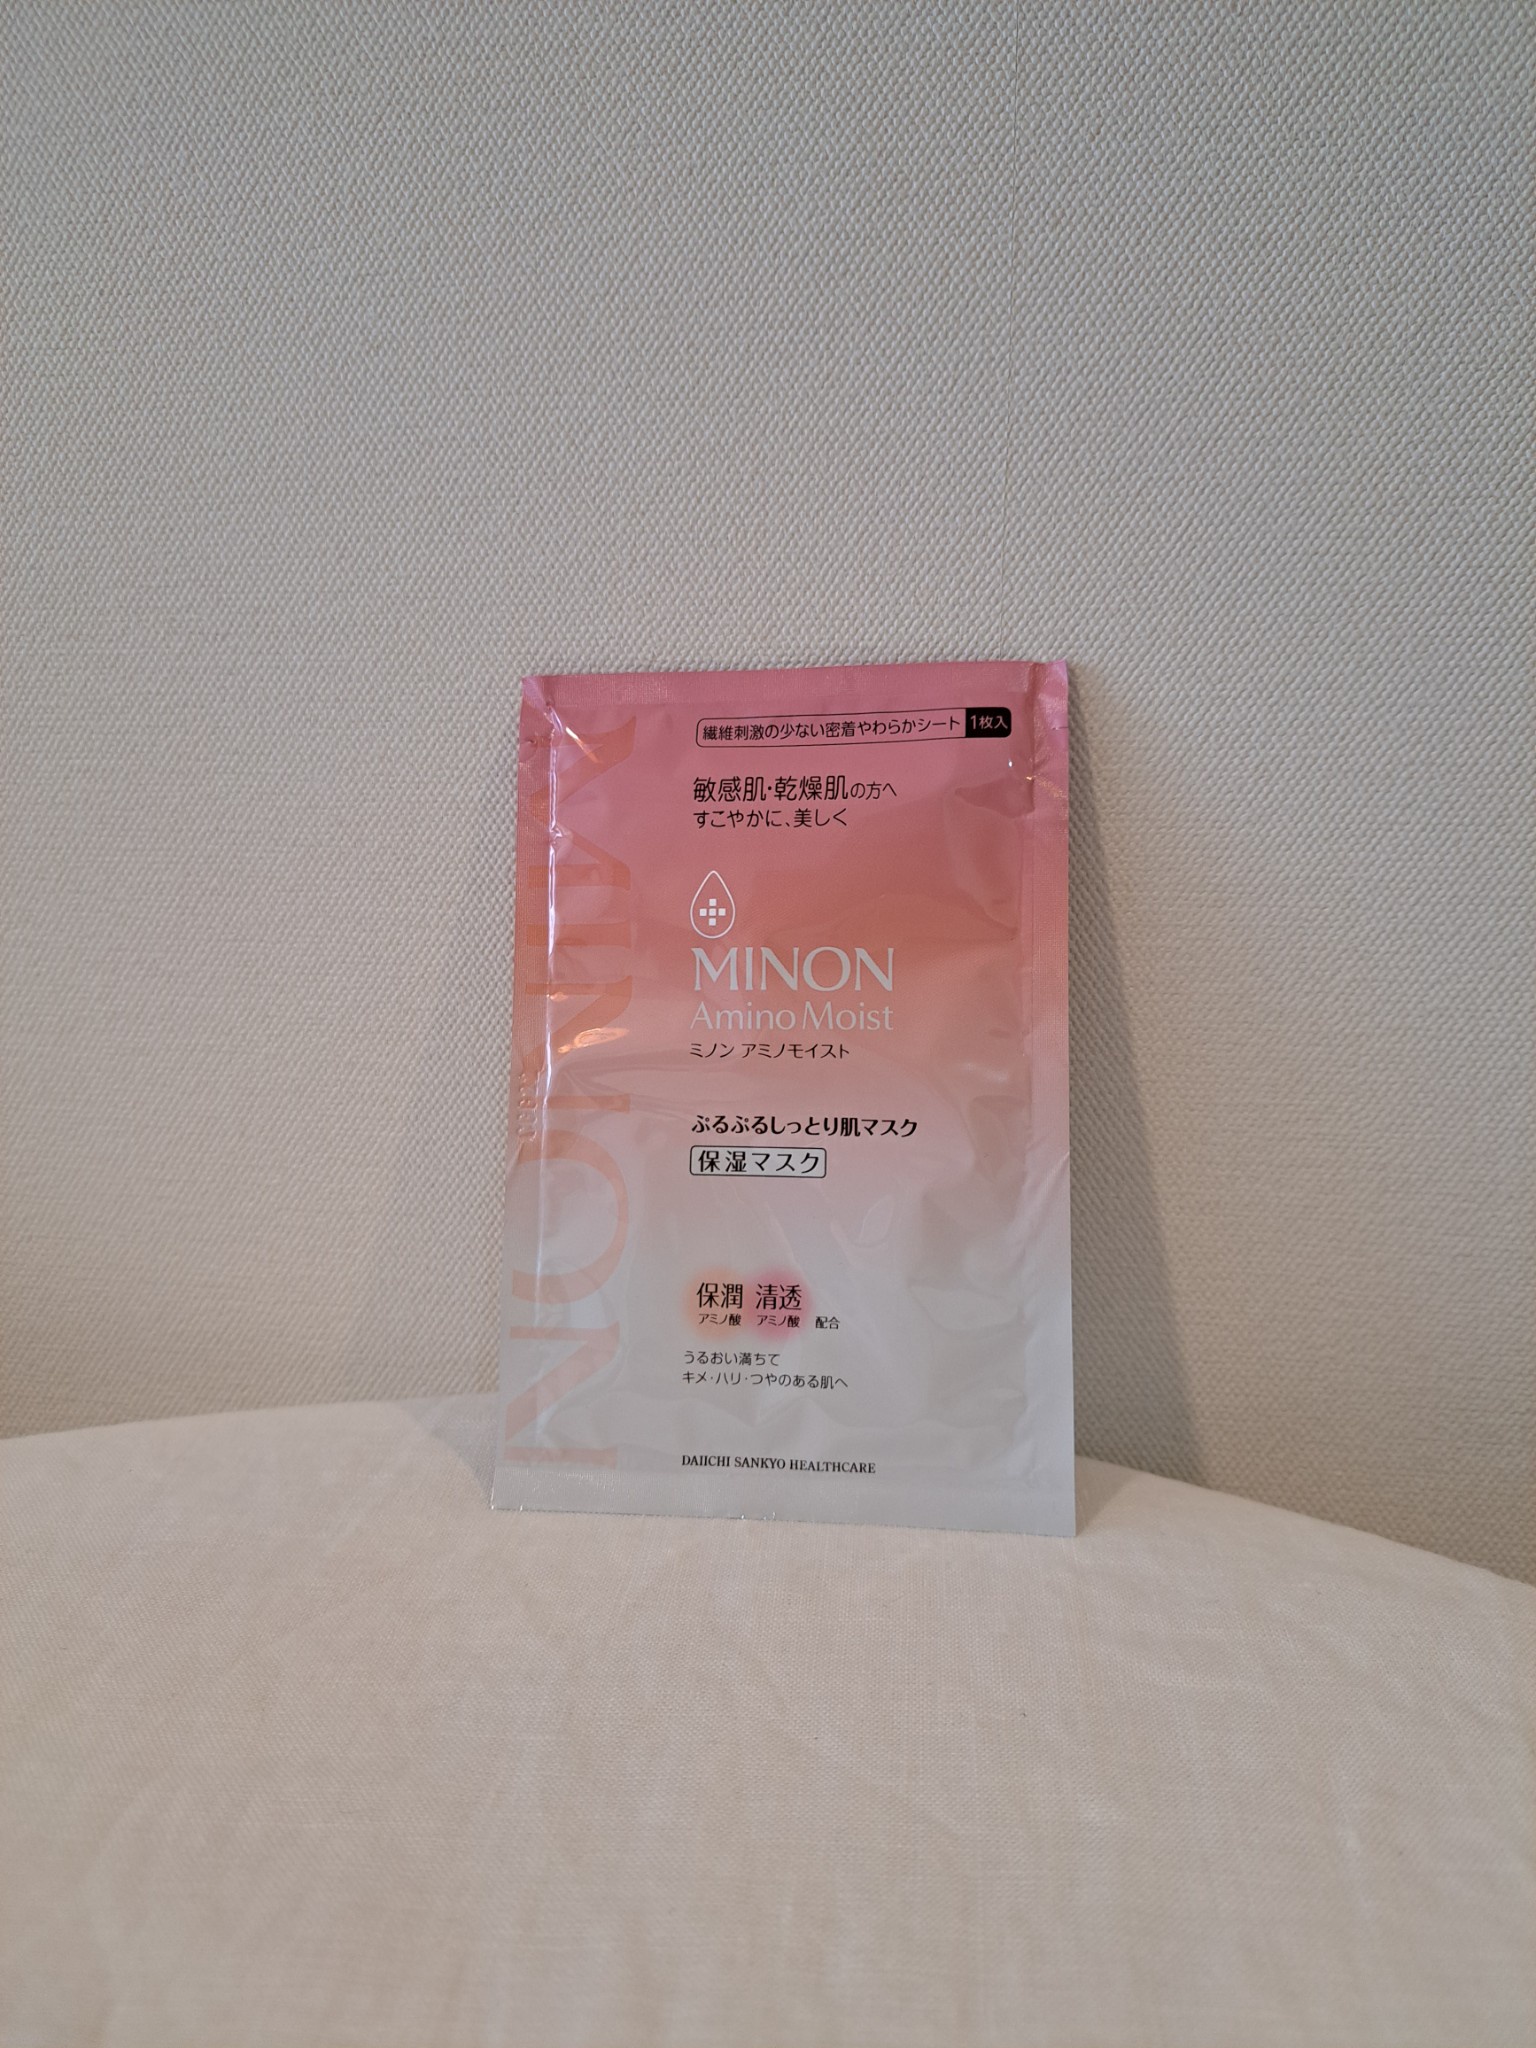 繊維刺激の少ない密着やわらかシート 1枚入
敏感肌・乾燥肌の方へ
すこやかに、美しく
MINON
Amino Moist
ミノン アミノモイスト
ぷるぷるしっとり肌マスク
保湿マスク
保潤 清透
アミノ酸 アミノ酸 配合
うるおい満ちて
キメ・ハリ・つやのある肌へ
DAIICHI SANKYO HEALTHCARE
MINON